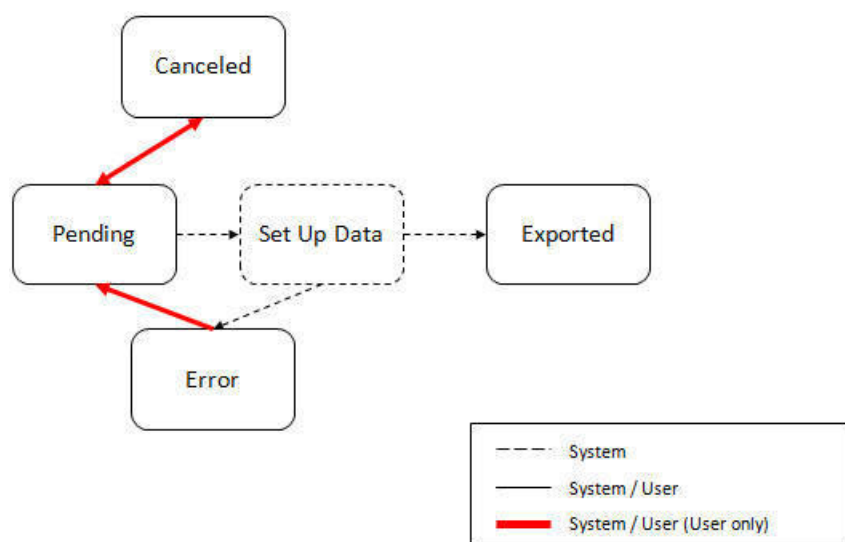 Canceled
Pending
Set Up Data
Exported
Error
System
System / User
System / User (User only)